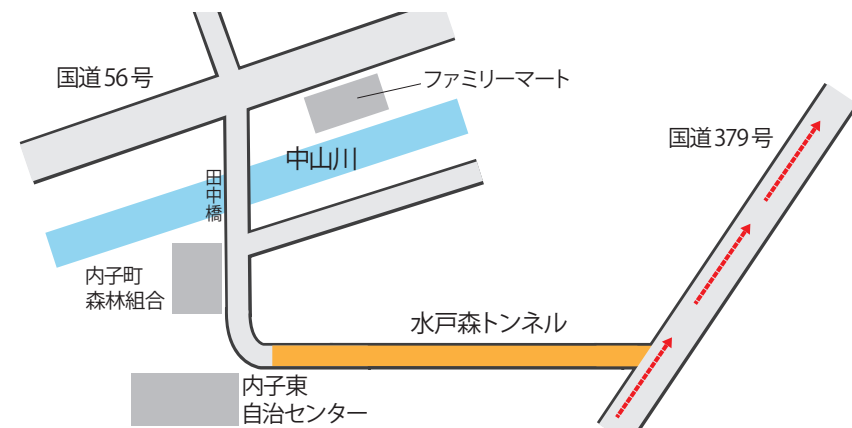 国道56号
ファミリーマート
国道379号
中山川
田中橋
内子町
森林組合
水戸森トンネル
内子東
自治センター